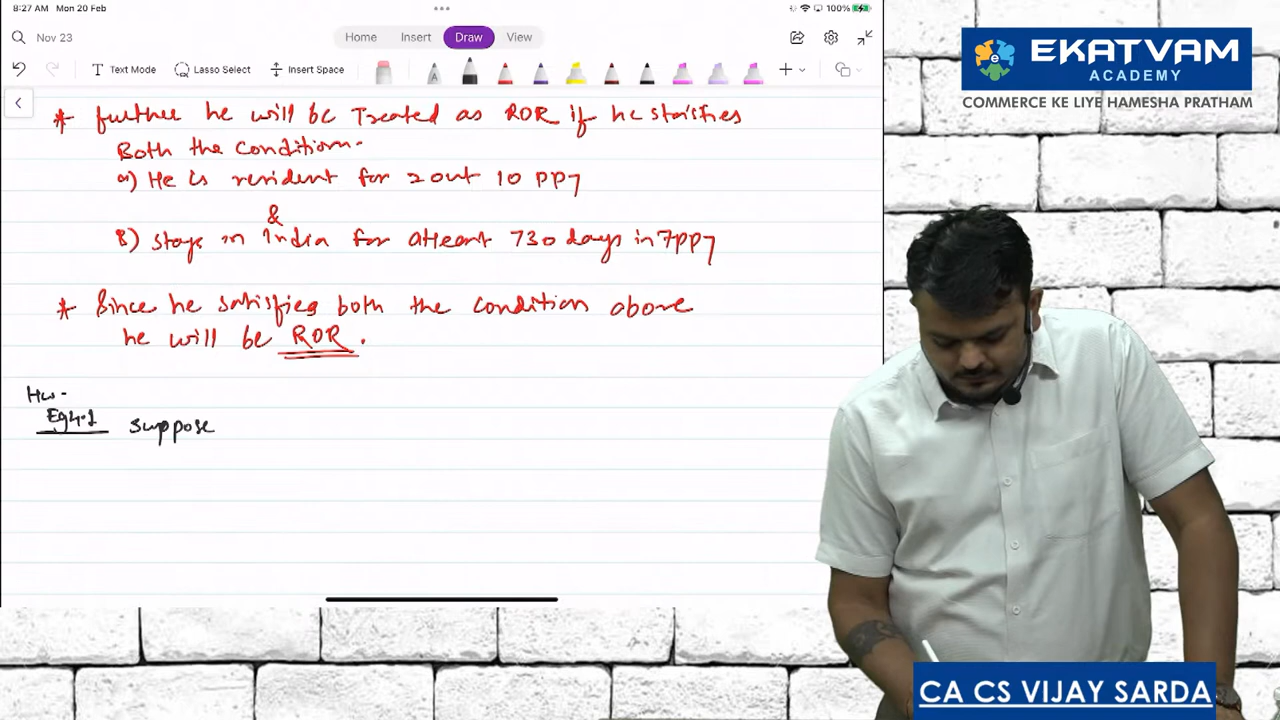 8:27 AM Mon 20 Feb
100%
Nov 23
Home Insert Draw View
Text Mode Lasso Select Insert Space
* further he will be Treated as ROR if he staisties
Both the condition.
a) He is resident for 2 out 10 PPy
&
B) stays in India for atleast 730 days in 7PPy
* Since he satisfies both the condition above
he will be ROR.
Hw.
Eg4.1 suppose
EKATVAM
ACADEMY
COMMERCE KE LIYE HAMESHA PRATHAM
CA CS VIJAY SARDA